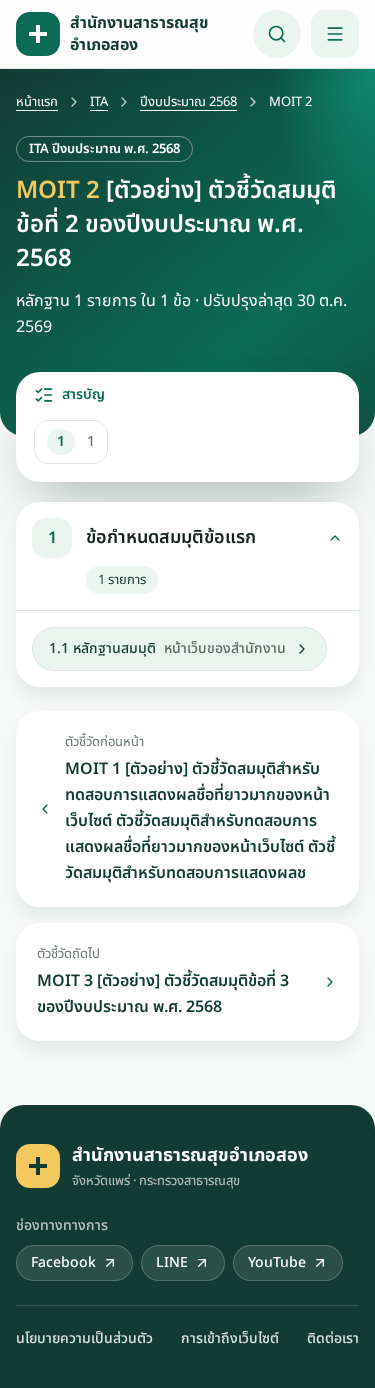 สำนักงานสาธารณสุข
อำเภอสอง
หน้าแรก > ITA > ปีงบประมาณ 2568 > MOIT 2
ITA ปีงบประมาณ พ.ศ. 2568
MOIT 2 [ตัวอย่าง] ตัวชี้วัดสมมุติ
ข้อที่ 2 ของปีงบประมาณ พ.ศ.
2568
หลักฐาน 1 รายการ ใน 1 ข้อ · ปรับปรุงล่าสุด 30 ต.ค.
2569
สารบัญ
1 1
1 ข้อกำหนดสมมุติข้อแรก
1 รายการ
1.1 หลักฐานสมมุติ หน้าเว็บของสำนักงาน
ตัวชี้วัดก่อนหน้า
MOIT 1 [ตัวอย่าง] ตัวชี้วัดสมมุติสำหรับ
ทดสอบการแสดงผลชื่อที่ยาวมากของหน้า
เว็บไซต์ ตัวชี้วัดสมมุติสำหรับทดสอบการ
แสดงผลชื่อที่ยาวมากของหน้าเว็บไซต์ ตัวชี้
วัดสมมุติสำหรับทดสอบการแสดงผลช
ตัวชี้วัดถัดไป
MOIT 3 [ตัวอย่าง] ตัวชี้วัดสมมุติข้อที่ 3
ของปีงบประมาณ พ.ศ. 2568
สำนักงานสาธารณสุขอำเภอสอง
จังหวัดแพร่ · กระทรวงสาธารณสุข
ช่องทางทางการ
Facebook LINE YouTube
นโยบายความเป็นส่วนตัว การเข้าถึงเว็บไซต์ ติดต่อเรา